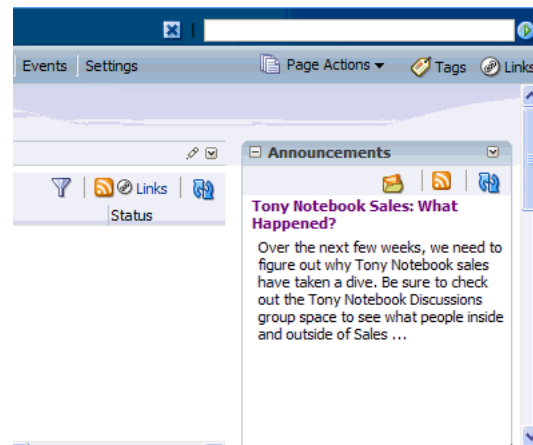 Events Settings Page Actions Tags Links
Announcements
Links
Status
Tony Notebook Sales: What
Happened?
Over the next few weeks, we need to
figure out why Tony Notebook sales
have taken a dive. Be sure to check
out the Tony Notebook Discussions
group space to see what people inside
and outside of Sales ...